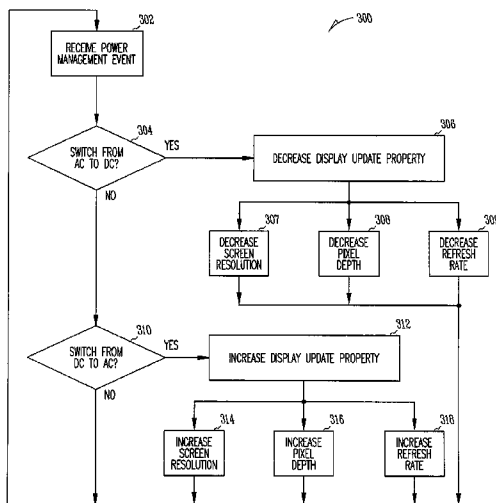 300
302
RECEIVE POWER
MANAGEMENT EVENT
304
SWITCH FROM
AC TO DC?
YES
NO
306
DECREASE DISPLAY UPDATE PROPERTY
307
DECREASE
SCREEN
RESOLUTION
308
DECREASE
PIXEL
DEPTH
309
DECREASE
REFRESH
RATE
310
SWITCH FROM
DC TO AC?
YES
NO
312
INCREASE DISPLAY UPDATE PROPERTY
314
INCREASE
SCREEN
RESOLUTION
316
INCREASE
PIXEL
DEPTH
318
INCREASE
REFRESH
RATE